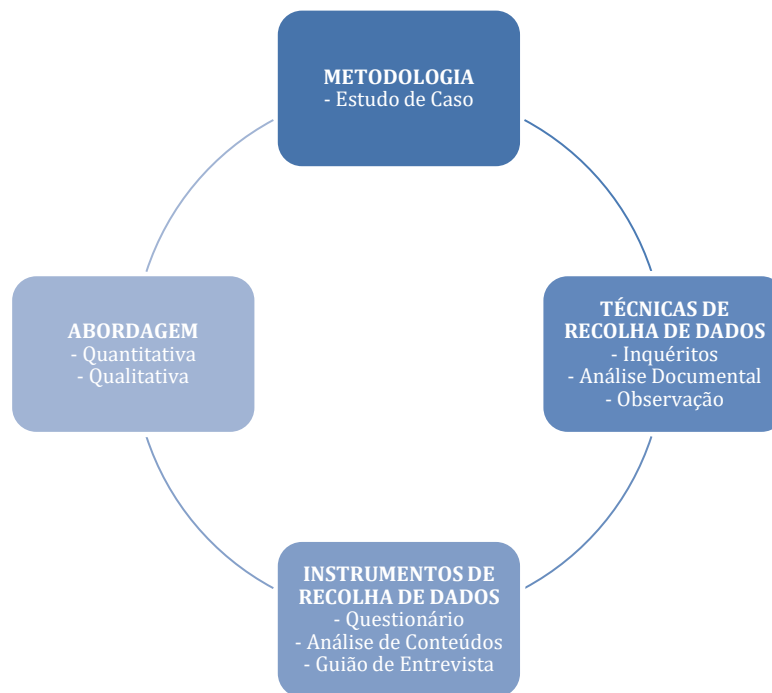 METODOLOGIA
- Estudo de Caso
TÉCNICAS DE
RECOLHA DE DADOS
- Inquéritos
- Análise Documental
- Observação
INSTRUMENTOS DE
RECOLHA DE DADOS
- Questionário
- Análise de Conteúdos
- Guião de Entrevista
ABORDAGEM
- Quantitativa
- Qualitativa